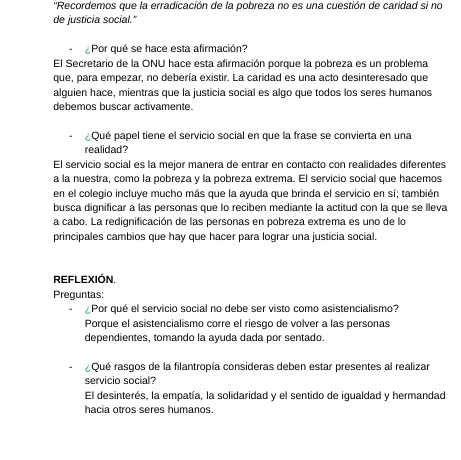 “Recordemos que la erradicación de la pobreza no es una cuestión de caridad si no
de justicia social.”
- ¿Por qué se hace esta afirmación?
El Secretario de la ONU hace esta afirmación porque la pobreza es un problema
que, para empezar, no debería existir. La caridad es una acto desinteresado que
alguien hace, mientras que la justicia social es algo que todos los seres humanos
debemos buscar activamente.
- ¿Qué papel tiene el servicio social en que la frase se convierta en una
realidad?
El servicio social es la mejor manera de entrar en contacto con realidades diferentes
a la nuestra, como la pobreza y la pobreza extrema. El servicio social que hacemos
en el colegio incluye mucho más que la ayuda que brinda el servicio en sí; también
busca dignificar a las personas que lo reciben mediante la actitud con la que se lleva
a cabo. La redignificación de las personas en pobreza extrema es uno de lo
principales cambios que hay que hacer para lograr una justicia social.
REFLEXIÓN.
Preguntas:
- ¿Por qué el servicio social no debe ser visto como asistencialismo?
Porque el asistencialismo corre el riesgo de volver a las personas
dependientes, tomando la ayuda dada por sentado.
- ¿Qué rasgos de la filantropía consideras deben estar presentes al realizar
servicio social?
El desinterés, la empatía, la solidaridad y el sentido de igualdad y hermandad
hacia otros seres humanos.